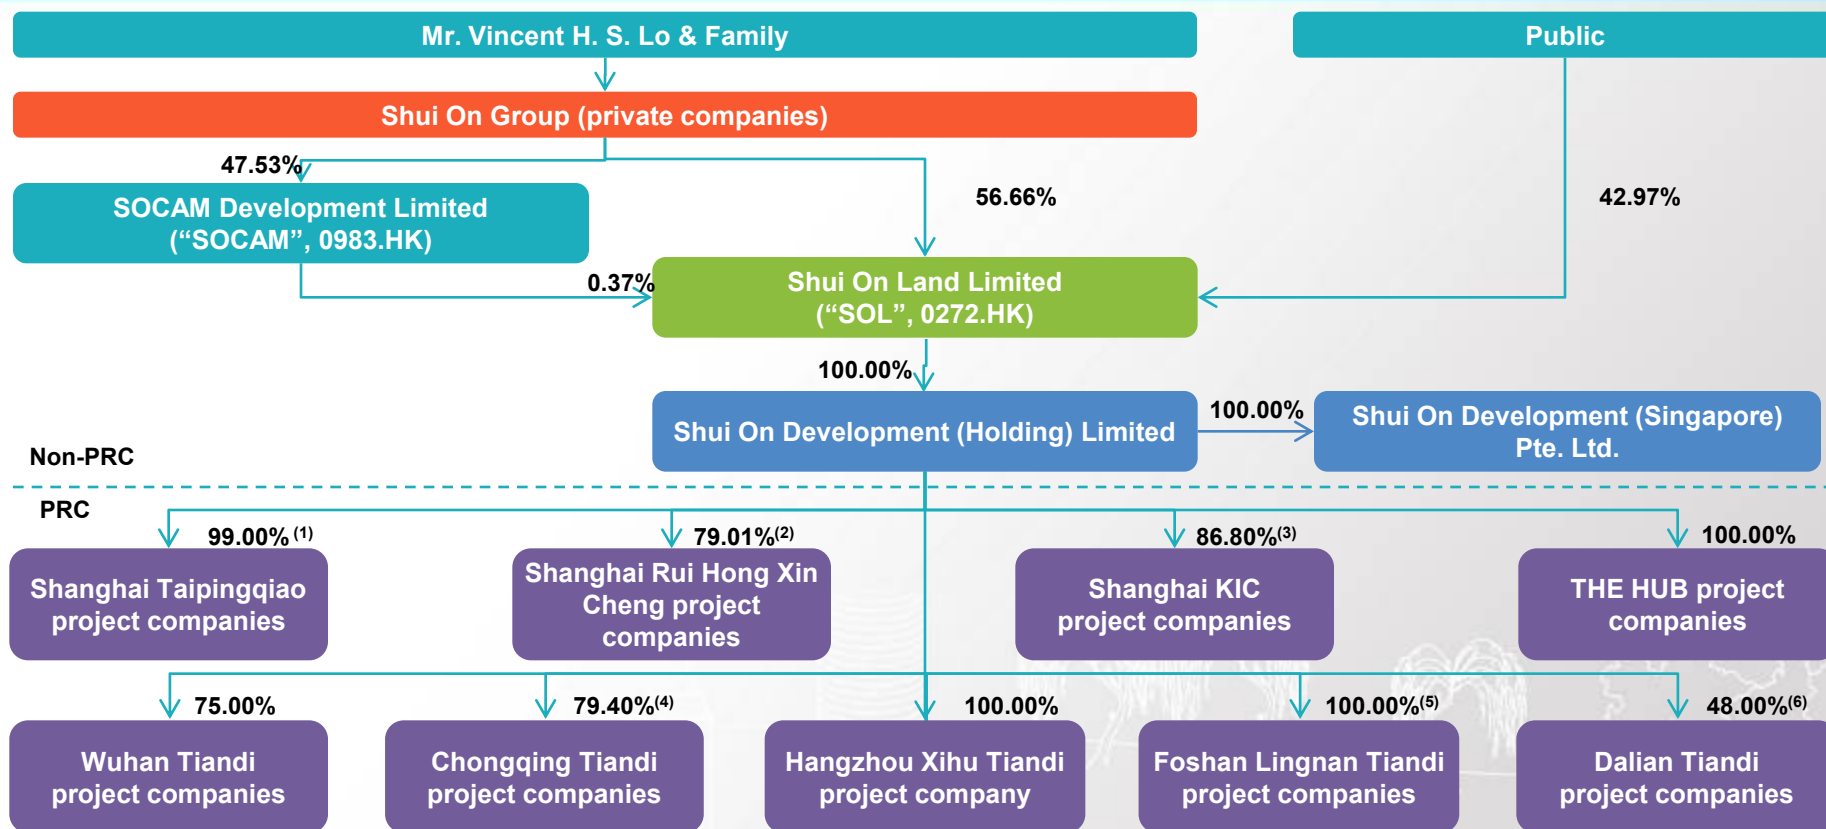 Mr. Vincent H. S. Lo & Family
Public
Shui On Group (private companies)
47.53%
56.66%
42.97%
SOCAM Development Limited
(“SOCAM”, 0983.HK)
0.37%
Shui On Land Limited
(“SOL”, 0272.HK)
100.00%
Shui On Development (Holding) Limited
100.00%
Shui On Development (Singapore)
Pte. Ltd.
Non-PRC
PRC
99.00% (1)
79.01%(2)
86.80%(3)
100.00%
Shanghai Taipingqiao
project companies
Shanghai Rui Hong Xin
Cheng project
companies
Shanghai KIC
project companies
THE HUB project
companies
75.00%
79.40%(4)
100.00%
100.00%(5)
48.00%(6)
Wuhan Tiandi
project companies
Chongqing Tiandi
project companies
Hangzhou Xihu Tiandi
project company
Foshan Lingnan Tiandi
project companies
Dalian Tiandi
project companies